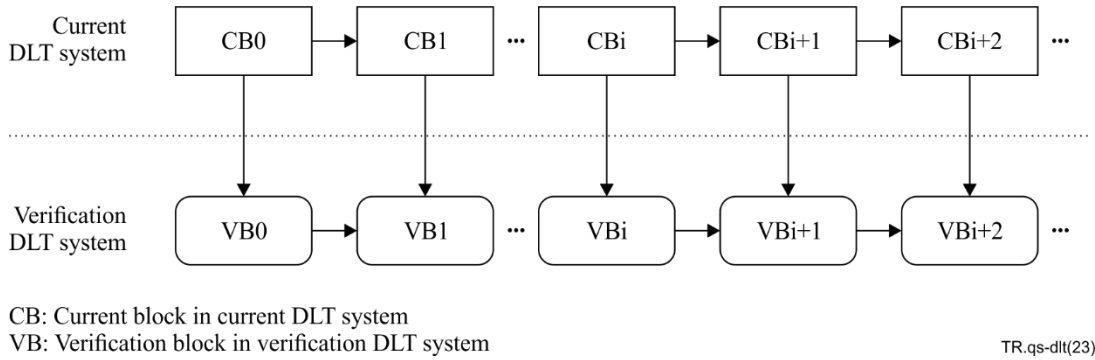 Current
DLT system
CB0
CB1
...
CBi
CBi+1
CBi+2
...
Verification
DLT system
VB0
VB1
...
VBi
VBi+1
VBi+2
...
CB: Current block in current DLT system
VB: Verification block in verification DLT system
TR.qs-dlt(23)